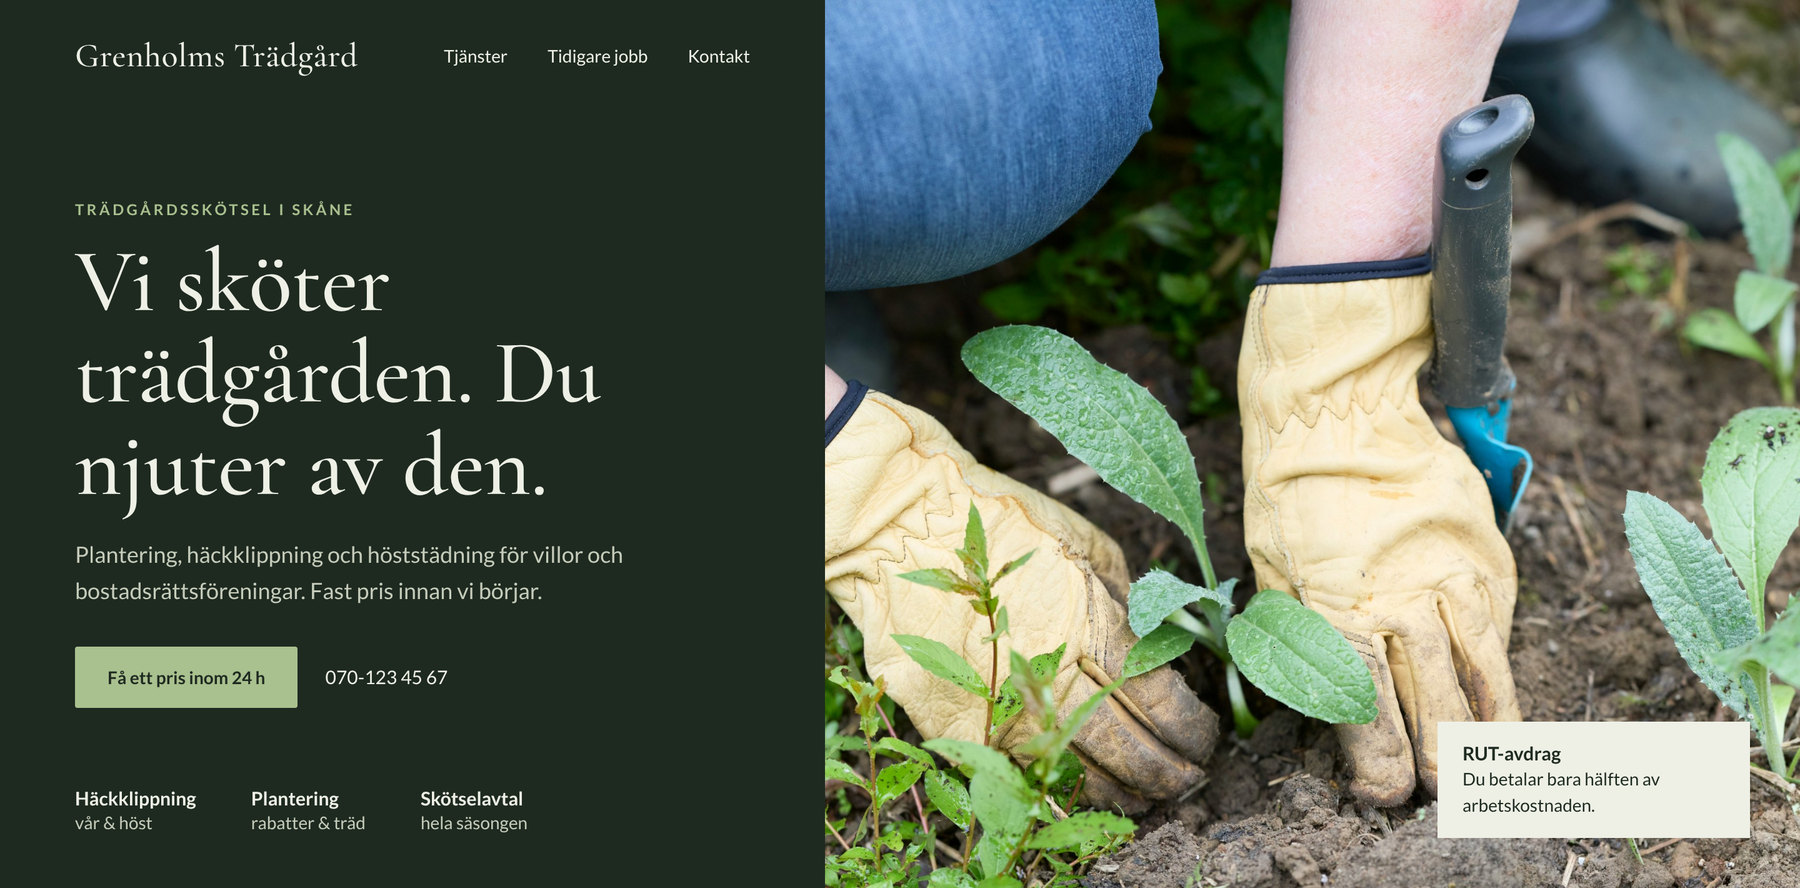 Grenholms Trädgård
Tjänster
Tidigare jobb
Kontakt
TRÄDGÅRDSSKÖTSEL I SKÅNE
Vi sköter
trädgården. Du
njuter av den.
Plantering, häckklippning och höststädning för villor och
bostadsrättsföreningar. Fast pris innan vi börjar.
Få ett pris inom 24 h
070-123 45 67
Häckklippning
vår & höst
Plantering
rabatter & träd
Skötselavtal
hela säsongen
RUT-avdrag
Du betalar bara hälften av
arbetskostnaden.